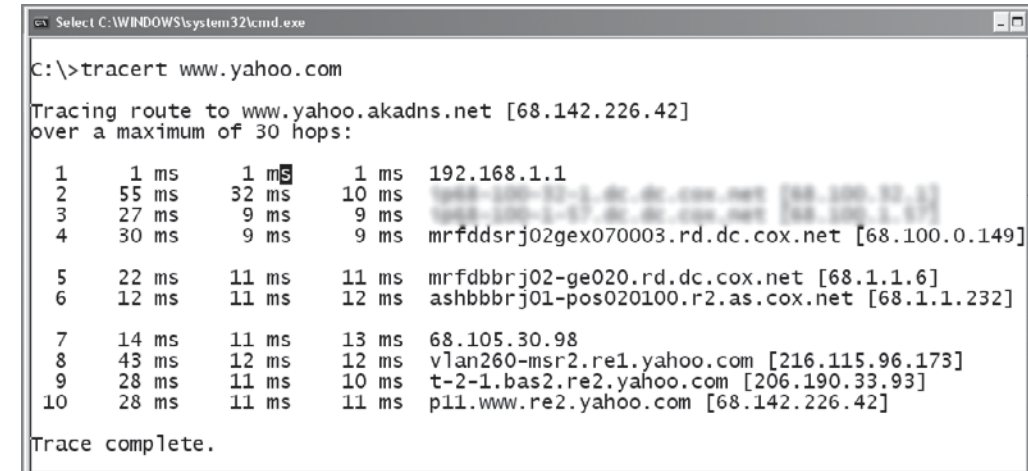 Select C:\WINDOWS\system32\cmd.exe
C:\>tracert www.yahoo.com
Tracing route to www.yahoo.akadns.net [68.142.226.42]
over a maximum of 30 hops:
1 1 ms 1 ms 1 ms 192.168.1.1
2 55 ms 32 ms 10 ms
3 27 ms 9 ms 9 ms
4 30 ms 9 ms 9 ms mrfddsrj02gex070003.rd.dc.cox.net [68.100.0.149]
5 22 ms 11 ms 11 ms mrfdbbrj02-ge020.rd.dc.cox.net [68.1.1.6]
6 12 ms 11 ms 12 ms ashbbbrj01-pos020100.r2.as.cox.net [68.1.1.232]
7 14 ms 11 ms 13 ms 68.105.30.98
8 43 ms 12 ms 12 ms vlan260-msr2.re1.yahoo.com [216.115.96.173]
9 28 ms 11 ms 10 ms t-2-1.bas2.re2.yahoo.com [206.190.33.93]
10 28 ms 11 ms 11 ms p11.www.re2.yahoo.com [68.142.226.42]
Trace complete.